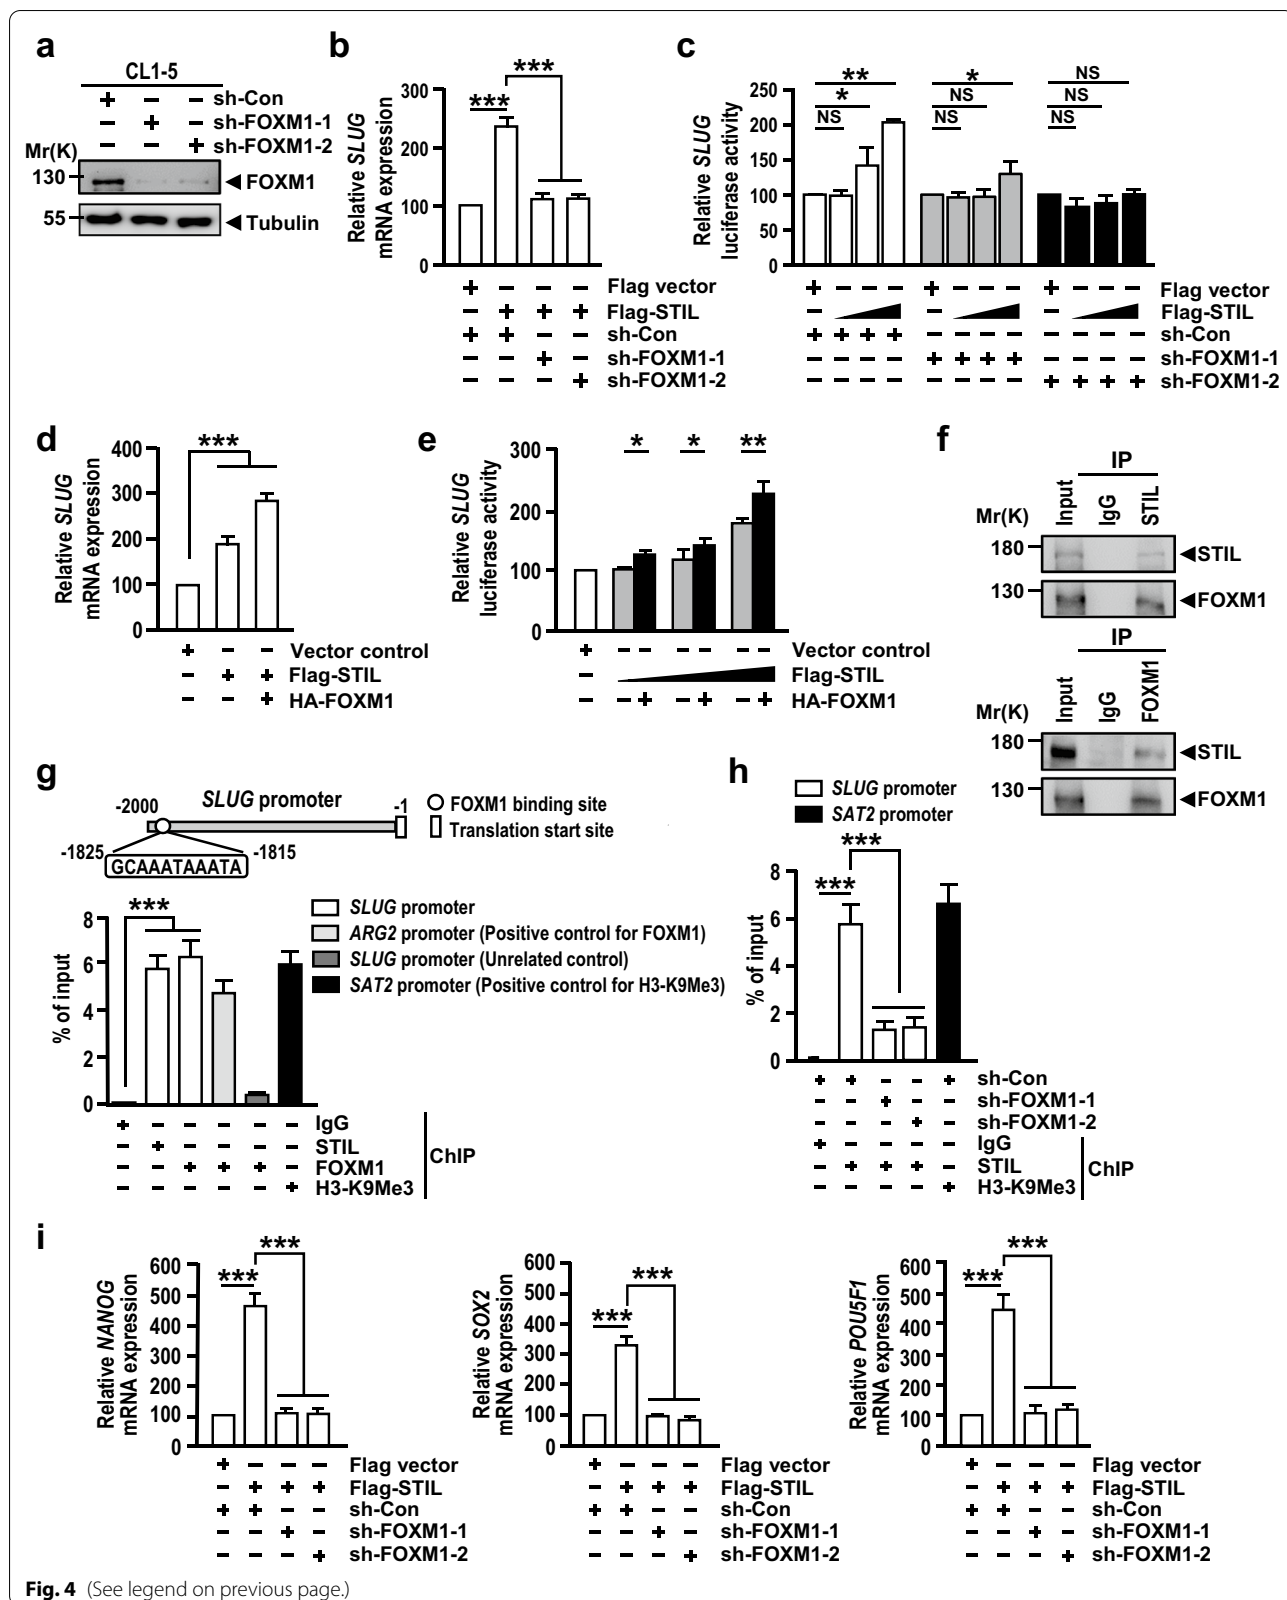 a
CL1-5
+ – – sh-Con
– + – sh-FOXM1-1
– – + sh-FOXM1-2
Mr(K)
130
FOXM1
55
Tubulin
b
Relative SLUG
mRNA expression
300
200
100
0
***
***
+ – – – Flag vector
– + + + Flag-STIL
+ + – – sh-Con
– – + – sh-FOXM1-1
– – – + sh-FOXM1-2
c
Relative SLUG
luciferase activity
250
200
150
100
50
0
**
*
NS
*
NS
NS
NS
NS
NS
+ – – – + – – – + – – – Flag vector
– – – Flag-STIL
+ + + + – – – – – – – – sh-Con
– – – – + + + + – – – – sh-FOXM1-1
– – – – – – – – + + + + sh-FOXM1-2
d
Relative SLUG
mRNA expression
400
300
200
100
0
***
+ – – Vector control
– + + Flag-STIL
– – + HA-FOXM1
e
Relative SLUG
luciferase activity
300
200
100
0
*
*
**
+ – – – – – – Vector control
– Flag-STIL
– – + – + – + HA-FOXM1
f
IP
Mr(K)
Input
IgG
STIL
180
STIL
130
FOXM1
IP
Mr(K)
Input
IgG
FOXM1
180
STIL
130
FOXM1
g
-2000
SLUG promoter
-1
FOXM1 binding site
Translation start site
-1825
GCAAATAAATA
-1815
% of input
8
6
4
2
0
***
SLUG promoter
ARG2 promoter (Positive control for FOXM1)
SLUG promoter (Unrelated control)
SAT2 promoter (Positive control for H3-K9Me3)
+ – – – – – IgG
– + – – – – STIL
– – + + + – FOXM1
– – – – – + H3-K9Me3
ChIP
h
SLUG promoter
SAT2 promoter
% of input
8
6
4
2
0
***
***
+ + – – + sh-Con
– – + – – sh-FOXM1-1
– – – + – sh-FOXM1-2
+ – – – – IgG
– + + + – STIL
– – – – + H3-K9Me3
ChIP
i
Relative NANOG
mRNA expression
600
500
400
300
200
100
0
***
***
+ – – – Flag vector
– + + + Flag-STIL
+ + – – sh-Con
– – + – sh-FOXM1-1
– – – + sh-FOXM1-2
Relative SOX2
mRNA expression
600
500
400
300
200
100
0
***
***
+ – – – Flag vector
– + + + Flag-STIL
+ + – – sh-Con
– – + – sh-FOXM1-1
– – – + sh-FOXM1-2
Relative POU5F1
mRNA expression
600
500
400
300
200
100
0
***
***
+ – – – Flag vector
– + + + Flag-STIL
+ + – – sh-Con
– – + – sh-FOXM1-1
– – – + sh-FOXM1-2
Fig. 4 (See legend on previous page.)